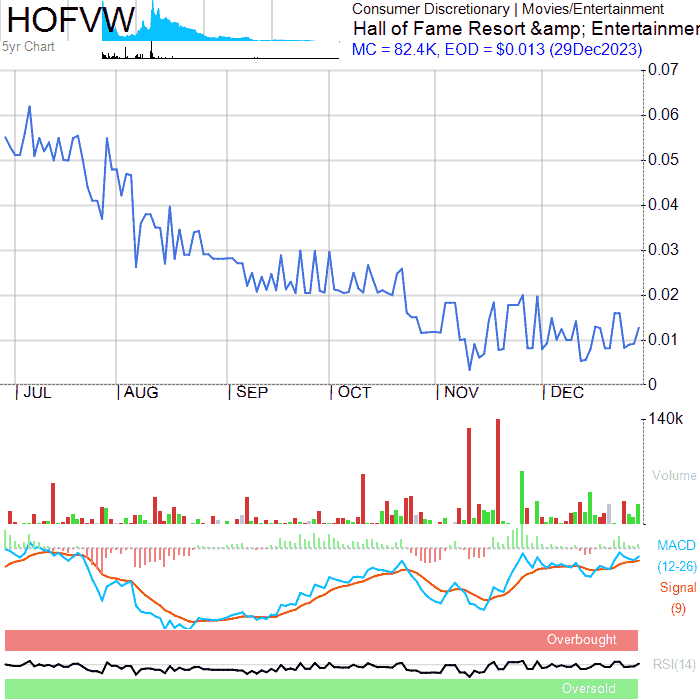 HOFVW
5yr Chart
Consumer Discretionary | Movies/Entertainment
Hall of Fame Resort &amp; Entertainmen
MC = 82.4K, EOD = $0.013 (29Dec2023)
0.07
0.06
0.05
0.04
0.03
0.02
0.01
0
JUL AUG SEP OCT NOV DEC
140k
Volume
MACD
(12-26)
Signal
(9)
Overbought
RSI(14)
Oversold